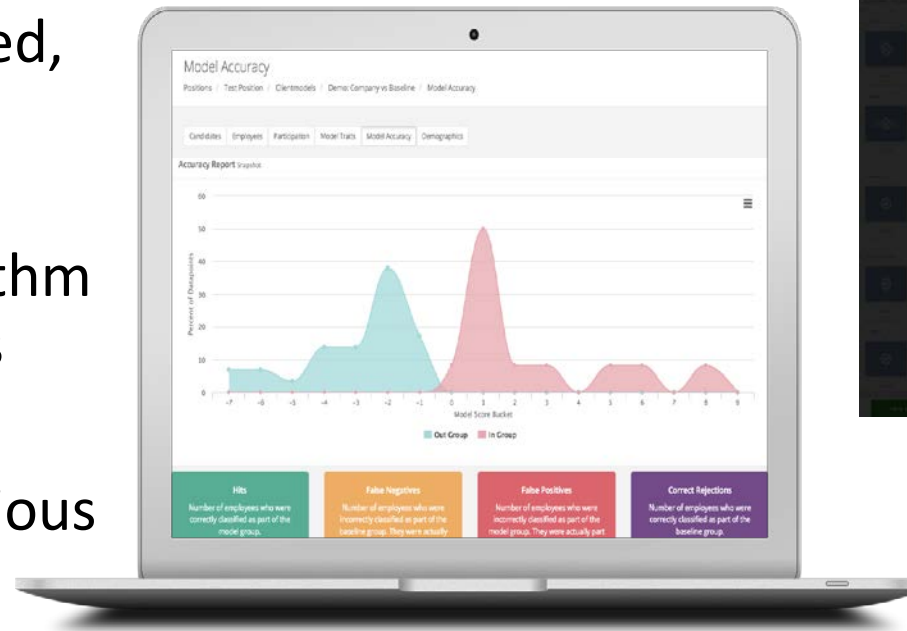 ed,
thm
ious
Model Accuracy
Positions / Test Position / Clientmodels / Demo: Company vs Baseline / Model Accuracy
Candidates Employees Participation Model Traits Model Accuracy Demographics
Accuracy Report Snapshot
60
50
40
30
20
10
0
Percent of Datapoints
-7 -6 -5 -4 -3 -2 -1 0 1 2 3 4 5 6 7 8 9
Model Score Bucket
Out Group In Group
Hits
Number of employees who were
correctly classified as part of the
model group.
False Negatives
Number of employees who were
incorrectly classified as part of the
baseline group. They were actually
False Positives
Number of employees who were
incorrectly classified as part of the
model group. They were actually part
Correct Rejections
Number of employees who were
correctly classified as part of the
baseline group.